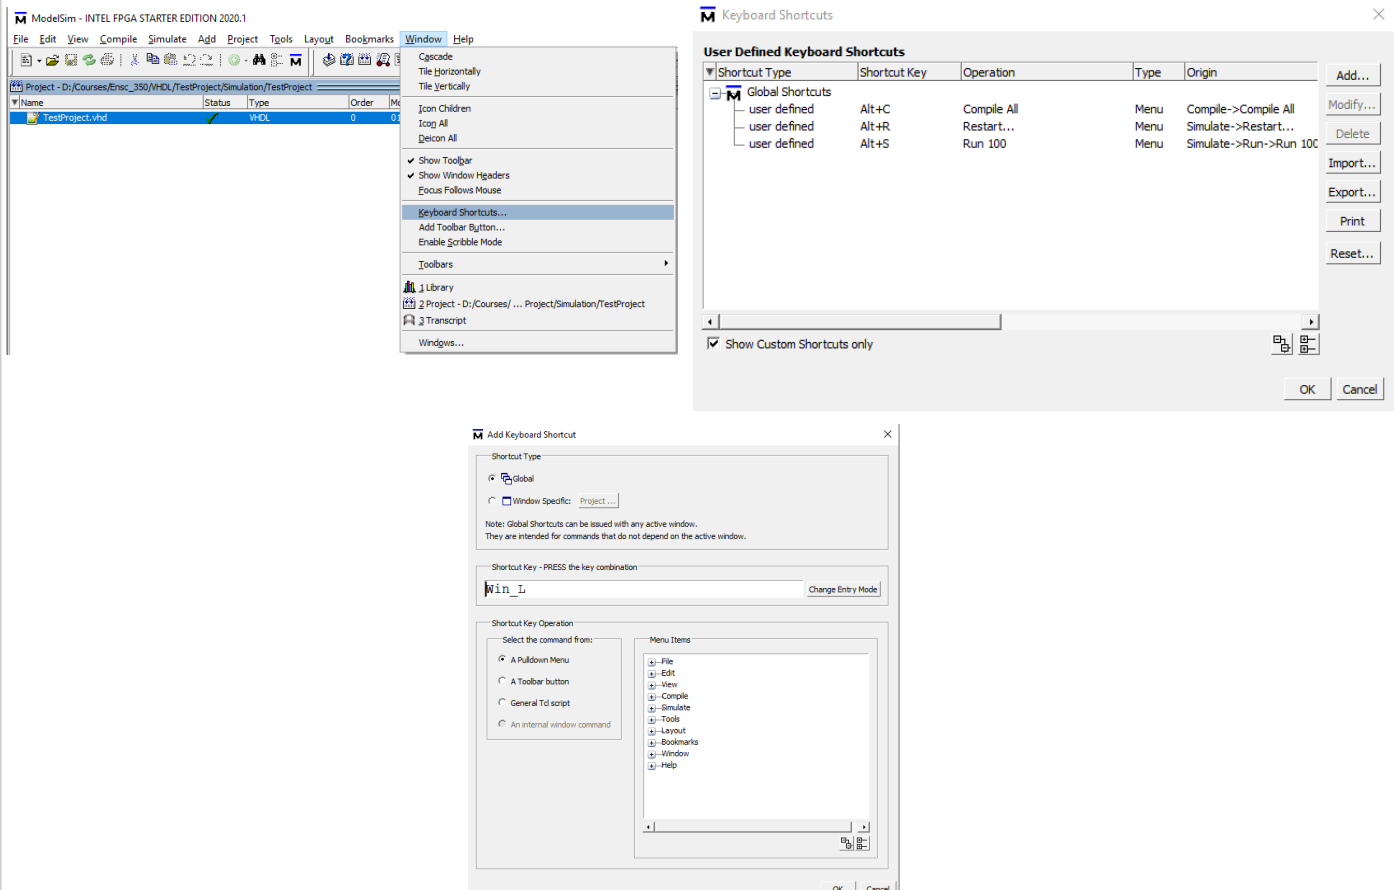 ModelSim - INTEL FPGA STARTER EDITION 2020.1
File Edit View Compile Simulate Add Project Tools Layout Bookmarks Window Help
Project - D:/Courses/Ensc_350/VHDL/TestProject/Simulation/TestProject
Name Status Type Order
TestProject.vhd VHDL 0 01
Cascade
Tile Horizontally
Tile Vertically
Icon Children
Icon All
Deicon All
Show Toolbar
Show Window Headers
Focus Follows Mouse
Keyboard Shortcuts...
Add Toolbar Button...
Enable Scribble Mode
Toolbars
1 Library
2 Project - D:/Courses/ ... Project/Simulation/TestProject
3 Transcript
Windows...
Keyboard Shortcuts
User Defined Keyboard Shortcuts
Shortcut Type Shortcut Key Operation Type Origin
Global Shortcuts
user defined Alt+C Compile All Menu Compile->Compile All
user defined Alt+R Restart... Menu Simulate->Restart...
user defined Alt+S Run 100 Menu Simulate->Run->Run 100
Add...
Modify...
Delete
Import...
Export...
Print
Reset...
Show Custom Shortcuts only
OK Cancel
Add Keyboard Shortcut
Shortcut Type
Global
Window Specific: Project ...
Note: Global Shortcuts can be issued with any active window.
They are intended for commands that do not depend on the active window.
Shortcut Key - PRESS the key combination
Win_L Change Entry Mode
Shortcut Key Operation
Select the command from:
A Pulldown Menu
A Toolbar button
General Tcl script
An internal window command
Menu Items
File
Edit
View
Compile
Simulate
Tools
Layout
Bookmarks
Window
Help
OK Cancel